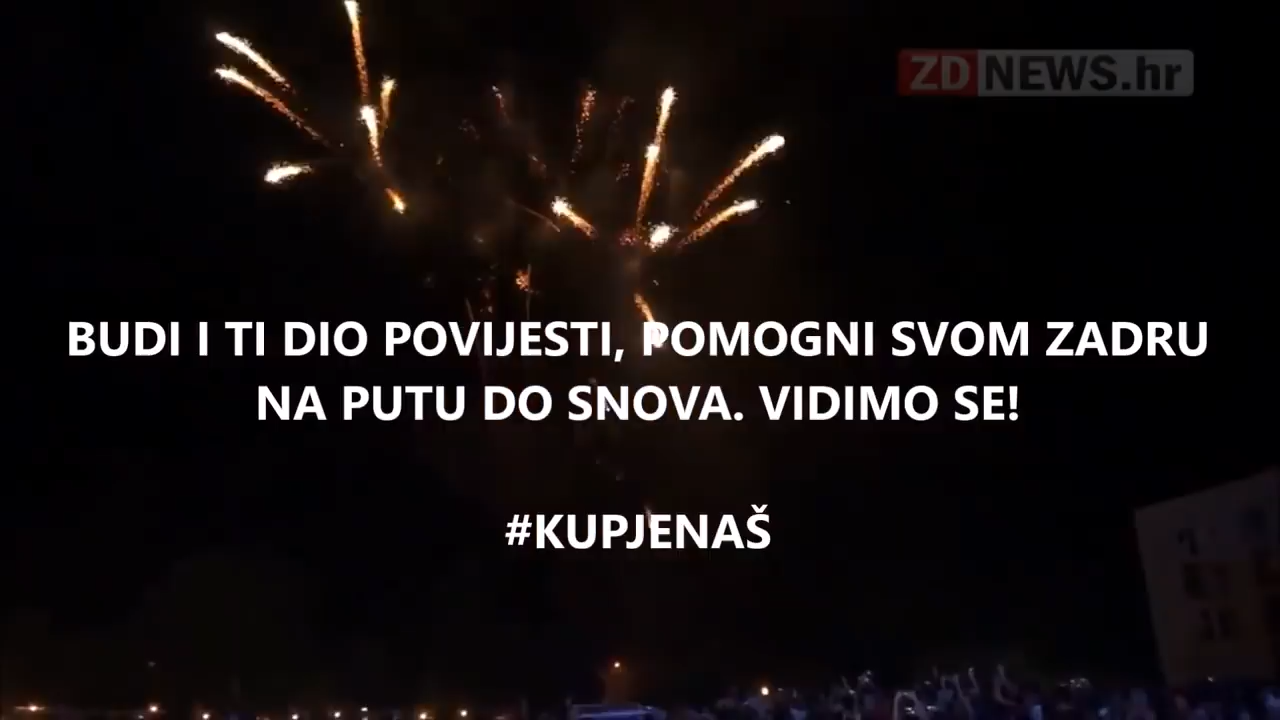 ZDNEWS.hr
BUDI I TI DIO POVIJESTI, POMOGNI SVOM ZADRU
NA PUTU DO SNOVA. VIDIMO SE!
#KUPJENAŠ